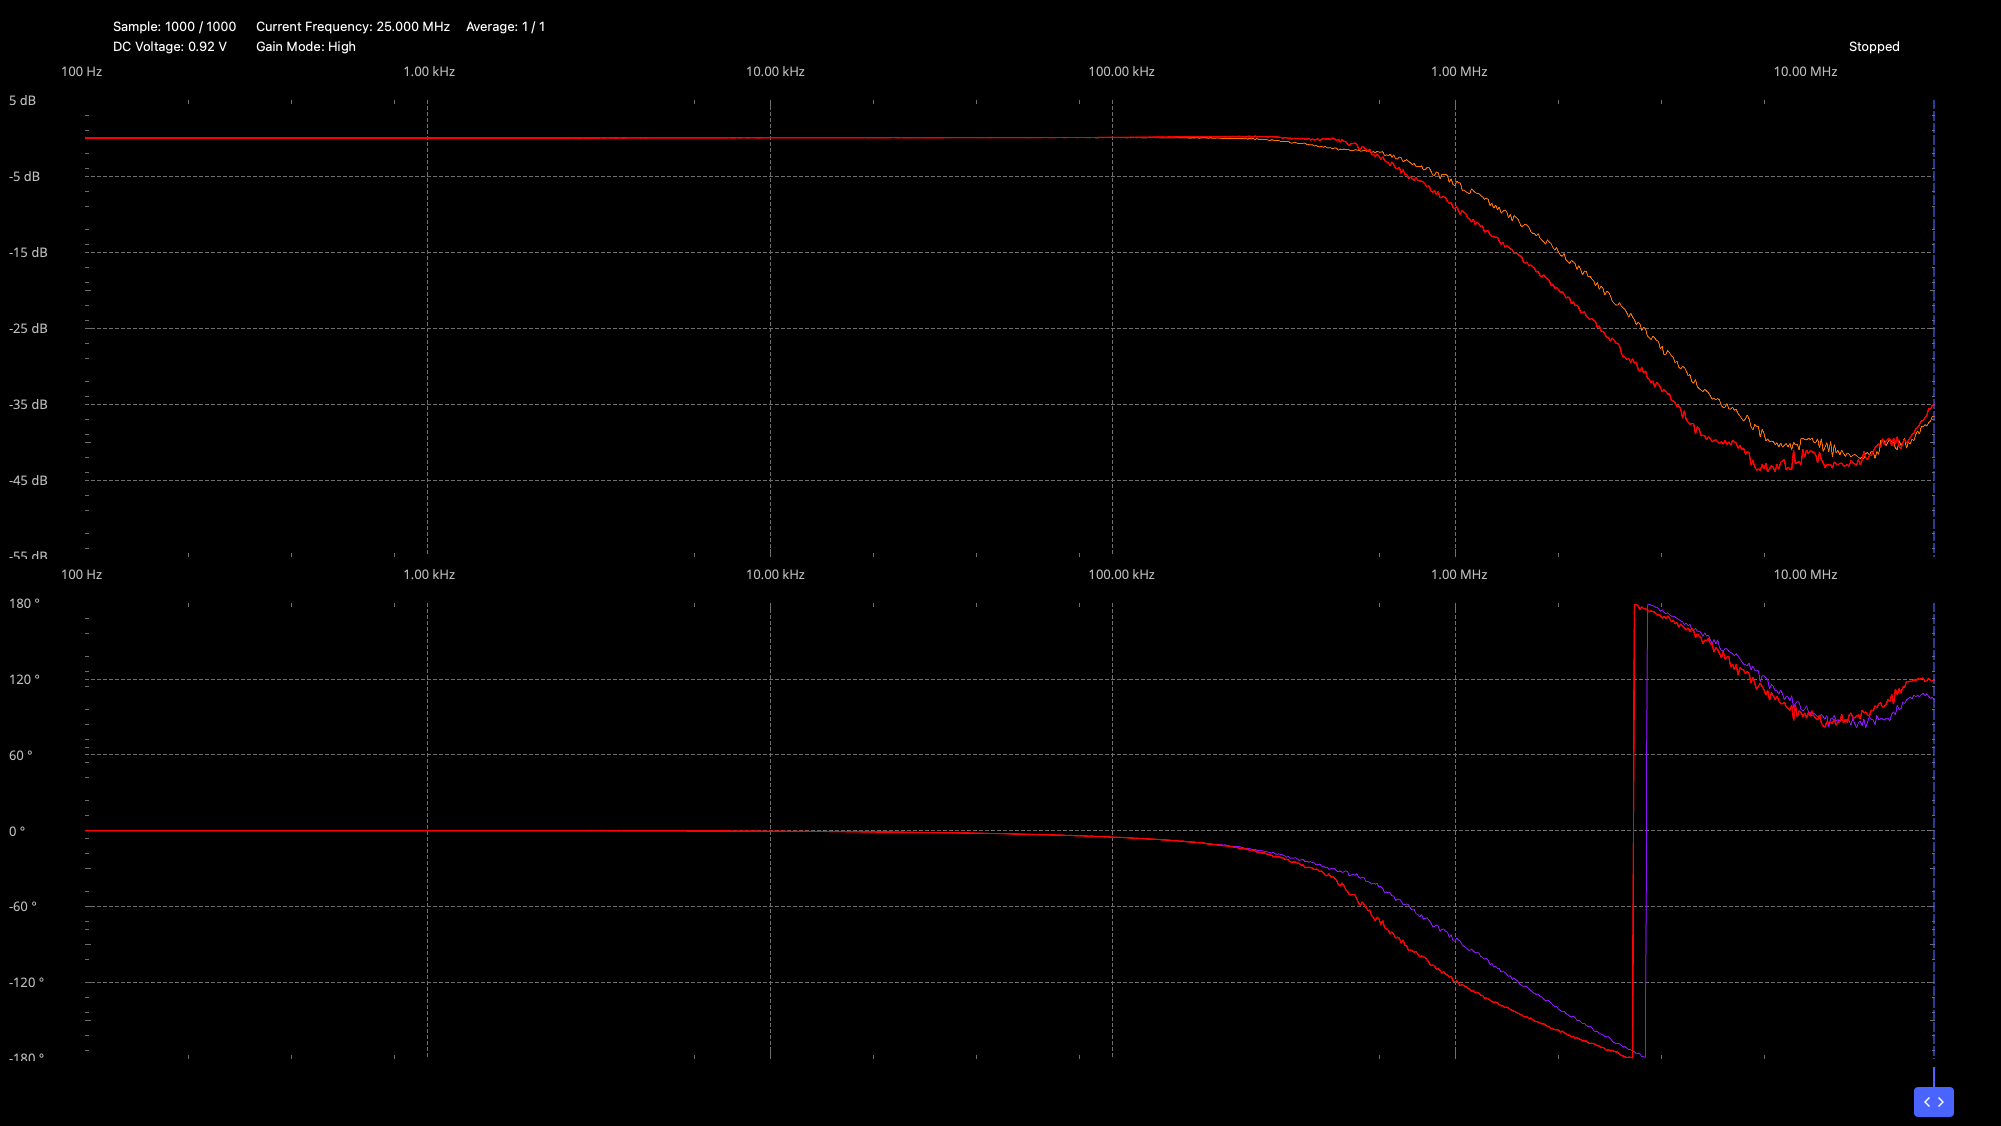 Sample: 1000 / 1000 Current Frequency: 25.000 MHz Average: 1 / 1
DC Voltage: 0.92 V Gain Mode: High Stopped
100 Hz 1.00 kHz 10.00 kHz 100.00 kHz 1.00 MHz 10.00 MHz
5 dB
-5 dB
-15 dB
-25 dB
-35 dB
-45 dB
-55 dB
100 Hz 1.00 kHz 10.00 kHz 100.00 kHz 1.00 MHz 10.00 MHz
180 °
120 °
60 °
0 °
-60 °
-120 °
-180 °